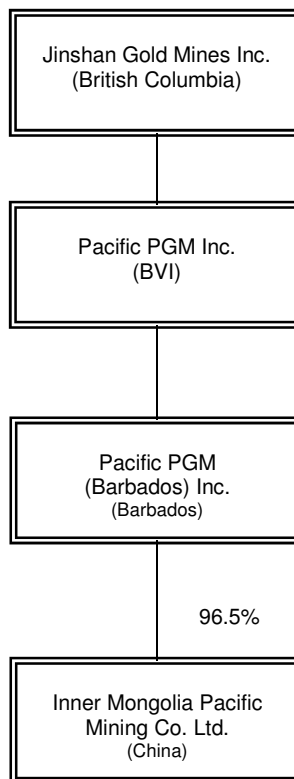 Jinshan Gold Mines Inc.
(British Columbia)
Pacific PGM Inc.
(BVI)
Pacific PGM
(Barbados) Inc.
(Barbados)
96.5%
Inner Mongolia Pacific
Mining Co. Ltd.
(China)